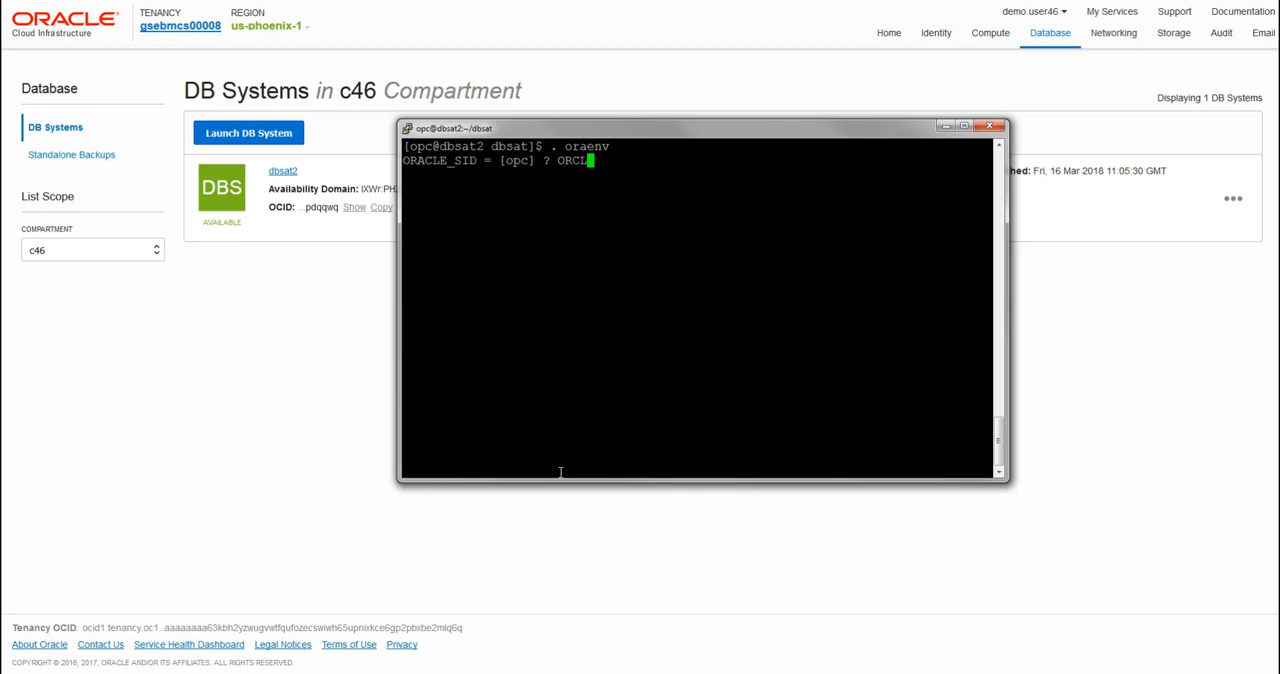 ORACLE
Cloud Infrastructure
TENANCY
gsebmcs00008
REGION
us-phoenix-1
demo.user46
My Services
Support
Documentation
Home
Identity
Compute
Database
Networking
Storage
Audit
Email
Database
DB Systems
Standalone Backups
List Scope
COMPARTMENT
c46
DB Systems in c46 Compartment
Displaying 1 DB Systems
Launch DB System
DBS
AVAILABLE
dbsat2
Availability Domain: IXWr:PH
OCID: ...pdqqwq Show Copy
hed: Fri, 16 Mar 2018 11:05:30 GMT
opc@dbsat2:~/dbsat
[opc@dbsat2 dbsat]$ . oraenv
ORACLE_SID = [opc] ? ORCL
Tenancy OCID: ocid1.tenancy.oc1..aaaaaaaa63kbh2yzwugvwtfqufozecswiwh65upnixkce6gp2pbxbe2mlq6q
About Oracle
Contact Us
Service Health Dashboard
Legal Notices
Terms of Use
Privacy
COPYRIGHT © 2016, 2017, ORACLE AND/OR ITS AFFILIATES. ALL RIGHTS RESERVED.